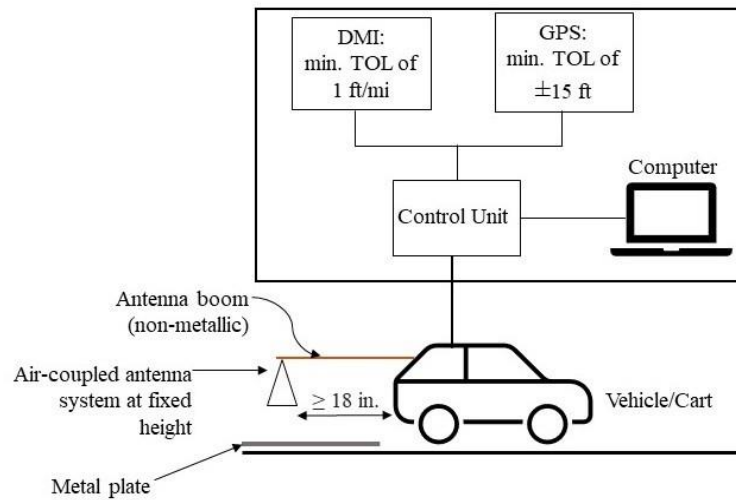 DMI:
min. TOL of
1 ft/mi
GPS:
min. TOL of
±15 ft
Computer
Control Unit
Antenna boom
(non-metallic)
Air-coupled antenna
system at fixed
height
≥ 18 in.
Vehicle/Cart
Metal plate